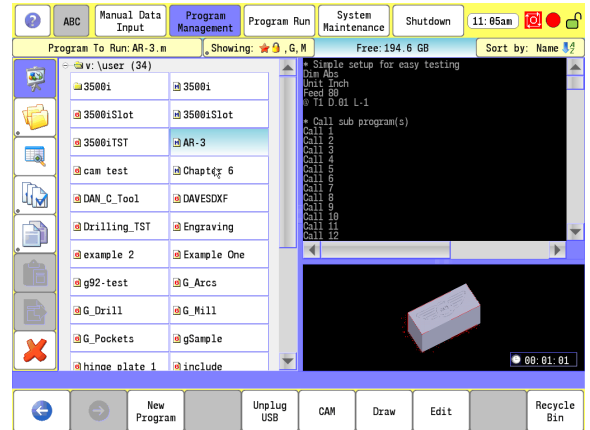 ?
ABC
Manual Data
Input
Program
Management
Program Run
System
Maintenance
Shutdown
11:05am
Program To Run: AR-3.m
Showing:
,G,M
Free:194.6 GB
Sort by: Name
v:\user (34)
3500i
3500i
3500iSlot
3500iSlot
3500iTST
AR-3
cam test
Chapter 6
DAN_C_Tool
DAVESDXF
Drilling_TST
Engraving
example 2
Example One
g92-test
G_Arcs
G_Drill
G_Mill
G_Pockets
gSample
hinge plate 1
include
* Simple setup for easy testing
Dim Abs
Unit Inch
Feed 80
@ T1 D.01 L-1
* Call sub program(s)
Call 1
Call 2
Call 3
Call 4
Call 5
Call 6
Call 7
Call 8
Call 9
Call 10
Call 11
Call 12
00:01:01
New
Program
Unplug
USB
CAM
Draw
Edit
Recycle
Bin